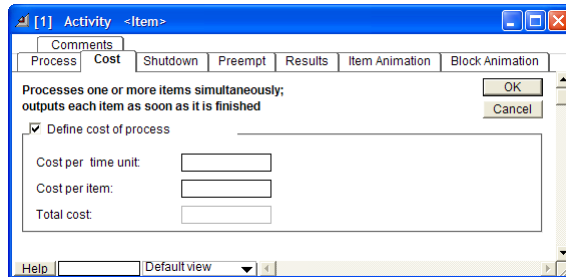 [1] Activity <Item>
Comments
Process Cost Shutdown Preempt Results Item Animation Block Animation
Processes one or more items simultaneously;
outputs each item as soon as it is finished
OK
Cancel
Define cost of process
Cost per time unit:
Cost per item:
Total cost:
Help Default view